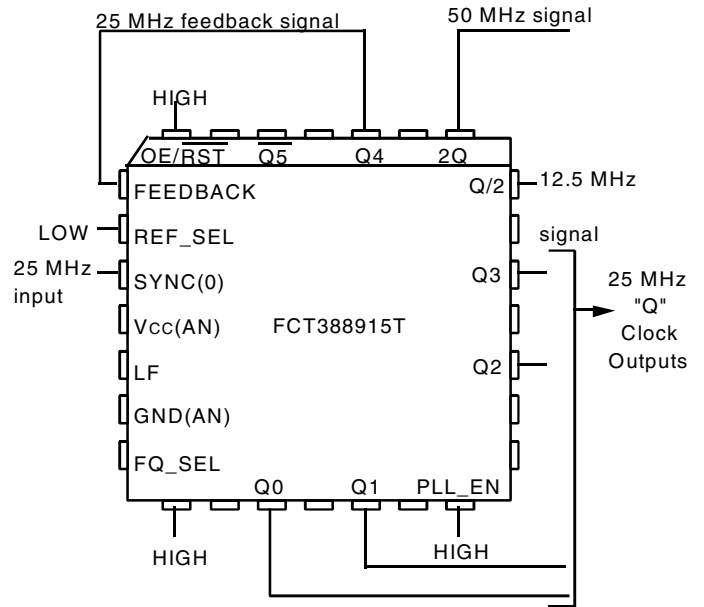 25 MHz feedback signal
50 MHz signal
HIGH
OE/RST Q5 Q4 2Q
FEEDBACK
Q/2
12.5 MHz
signal
LOW
REF_SEL
25 MHz
input
SYNC(0)
Q3
25 MHz
"Q"
Clock
Outputs
VCC(AN)
FCT388915T
LF
Q2
GND(AN)
FQ_SEL
Q0 Q1 PLL_EN
HIGH
HIGH